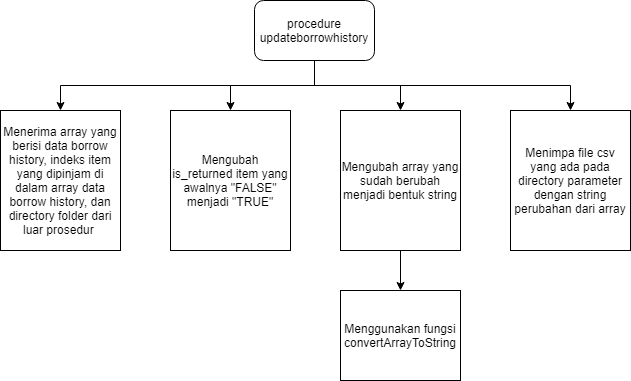 procedure
updateborrowhistory
Menerima array yang
berisi data borrow
history, indeks item
yang dipinjam di
dalam array data
borrow history, dan
directory folder dari
luar prosedur
Mengubah
is_returned item yang
awalnya "FALSE"
menjadi "TRUE"
Mengubah array yang
sudah berubah
menjadi bentuk string
Menimpa file csv
yang ada pada
directory parameter
dengan string
perubahan dari array
Menggunakan fungsi
convertArrayToString